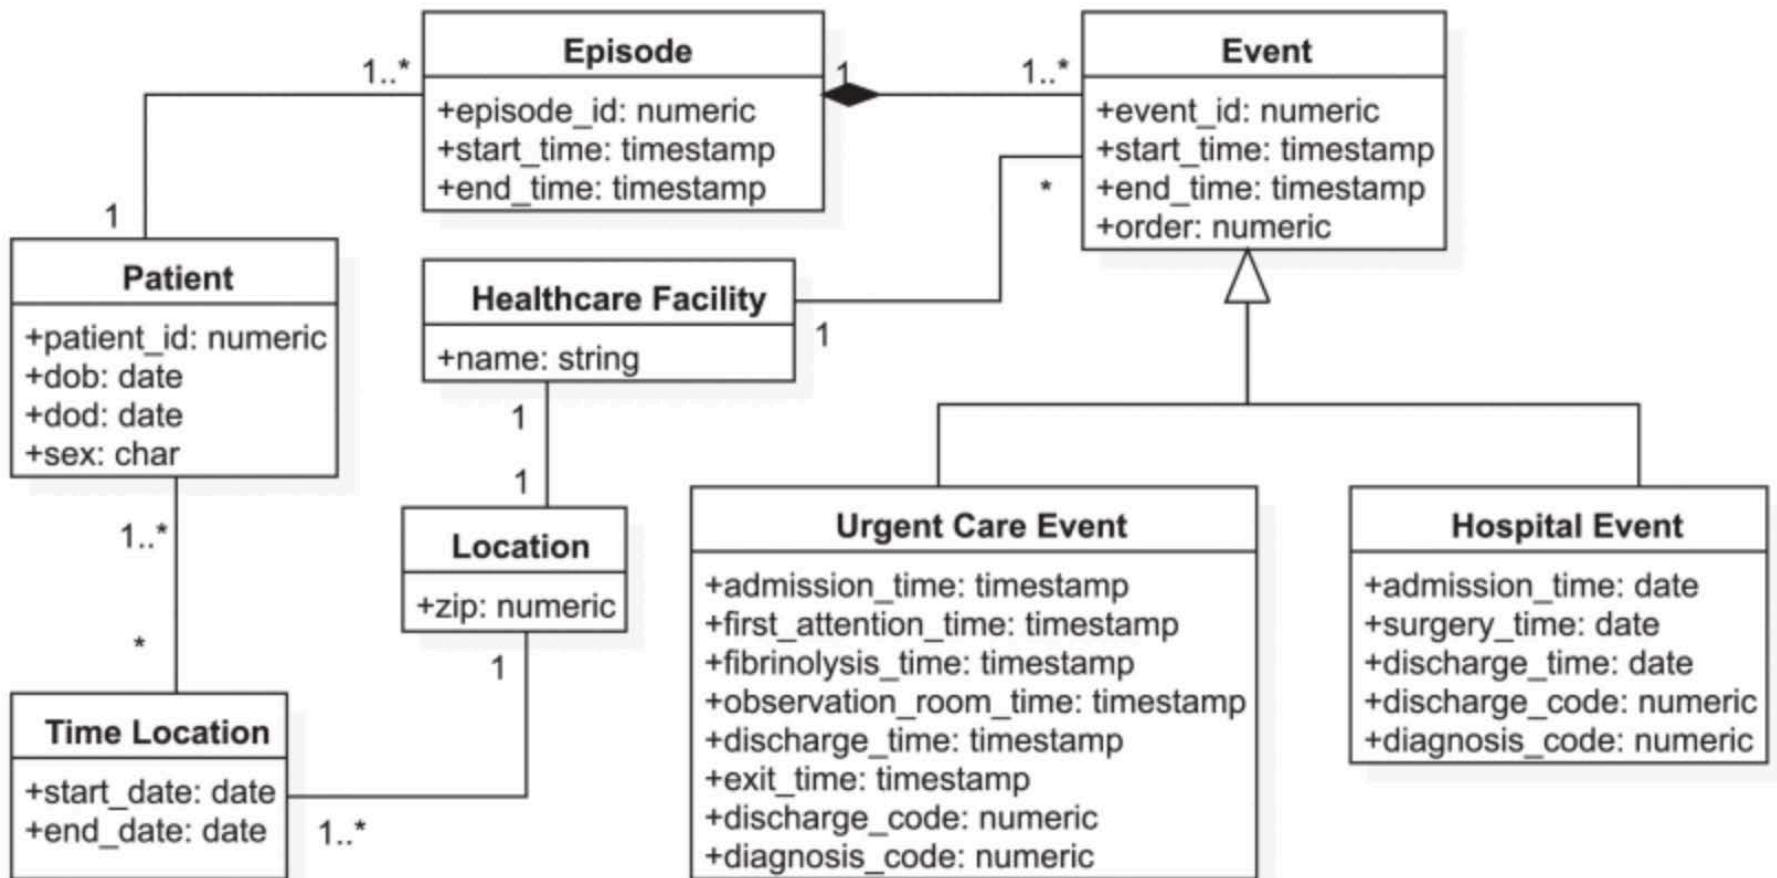 Episode
+episode_id: numeric
+start_time: timestamp
+end_time: timestamp
1..*
1
1..*
Event
+event_id: numeric
+start_time: timestamp
+end_time: timestamp
+order: numeric
*
1
Patient
+patient_id: numeric
+dob: date
+dod: date
+sex: char
Healthcare Facility
+name: string
1
1
1
Location
+zip: numeric
1
1..*
*
Time Location
+start_date: date
+end_date: date
1..*
Urgent Care Event
+admission_time: timestamp
+first_attention_time: timestamp
+fibrinolysis_time: timestamp
+observation_room_time: timestamp
+discharge_time: timestamp
+exit_time: timestamp
+discharge_code: numeric
+diagnosis_code: numeric
Hospital Event
+admission_time: date
+surgery_time: date
+discharge_time: date
+discharge_code: numeric
+diagnosis_code: numeric